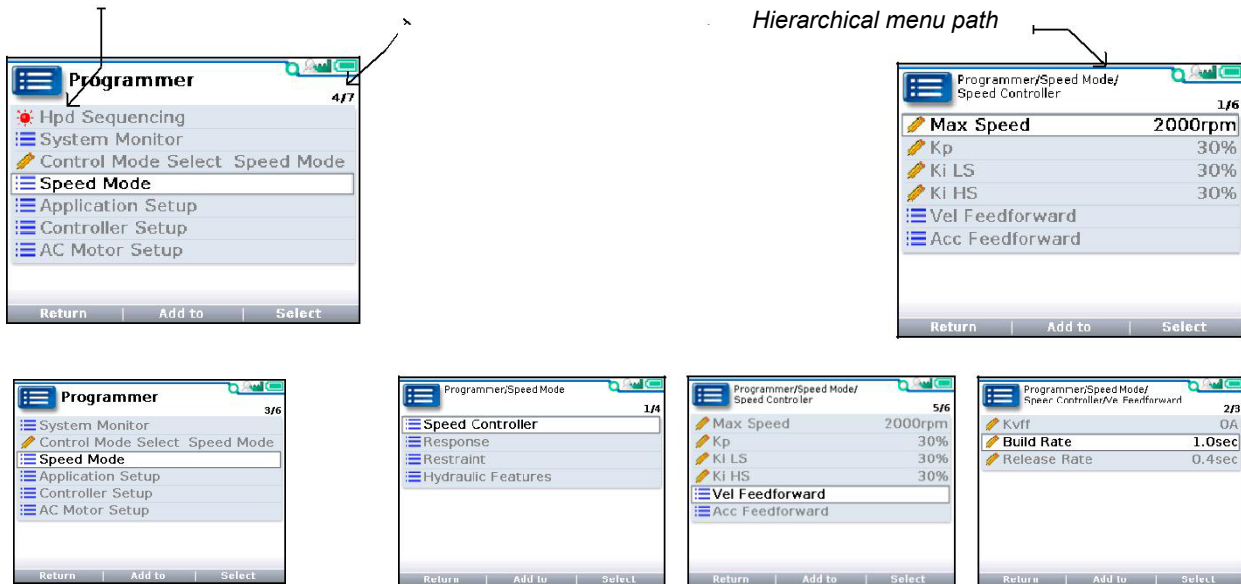 Hierarchical menu path
Programmer
4/7
Hpd Sequencing
System Monitor
Control Mode Select Speed Mode
Speed Mode
Application Setup
Controller Setup
AC Motor Setup
Return | Add to | Select
Programmer/Speed Mode/
Speed Controller
1/6
Max Speed 2000rpm
Kp 30%
Ki LS 30%
Ki HS 30%
Vel Feedforward
Acc Feedforward
Return | Add to | Select
Programmer
3/6
System Monitor
Control Mode Select Speed Mode
Speed Mode
Application Setup
Controller Setup
AC Motor Setup
Return | Add to | Select
Programmer/Speed Mode
1/4
Speed Controller
Response
Restraint
Hydraulic Features
Return | Add to | Select
Programmer/Speed Mode/
Speed Controller
5/6
Max Speed 2000rpm
Kp 30%
Ki LS 30%
Ki HS 30%
Vel Feedforward
Acc Feedforward
Return | Add to | Select
Programmer/Speed Mode/
Speed Controller/Ve Feedforward
2/3
Kvff 0A
Build Rate 1.0sec
Release Rate 0.4sec
Return | Add to | Select